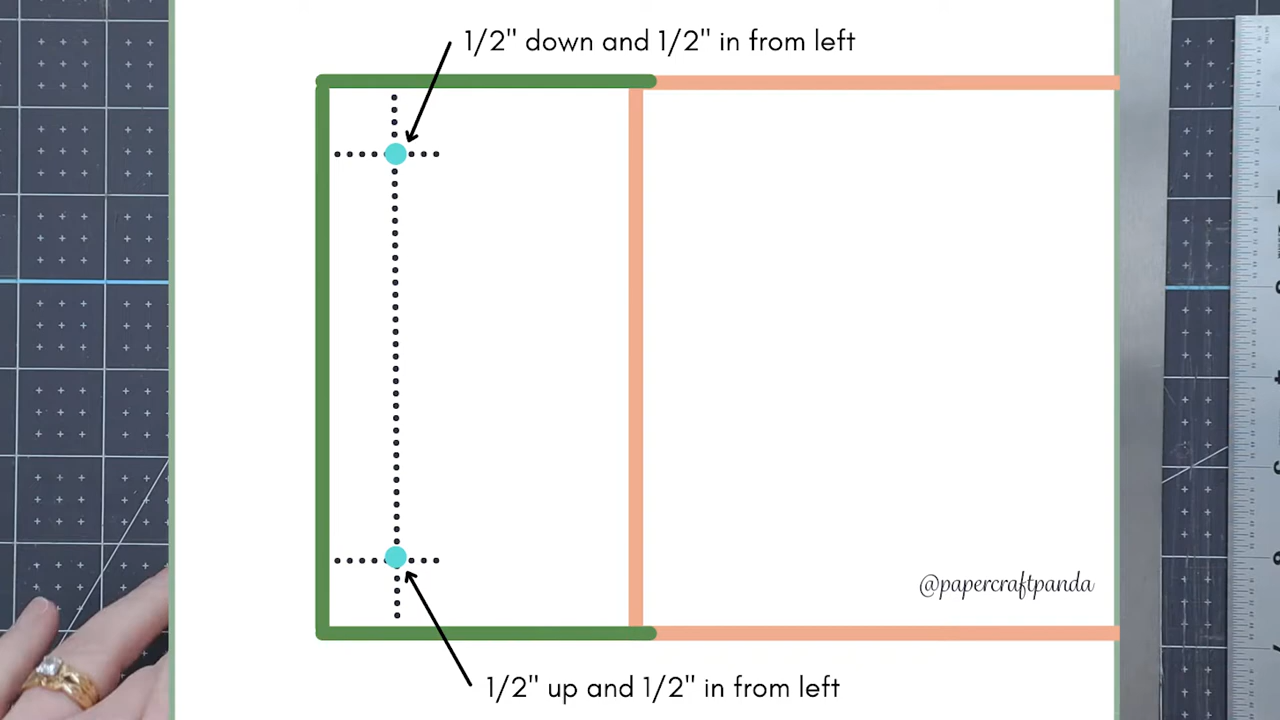 1/2" down and 1/2" in from left
@papercraftpanda
1/2" up and 1/2" in from left